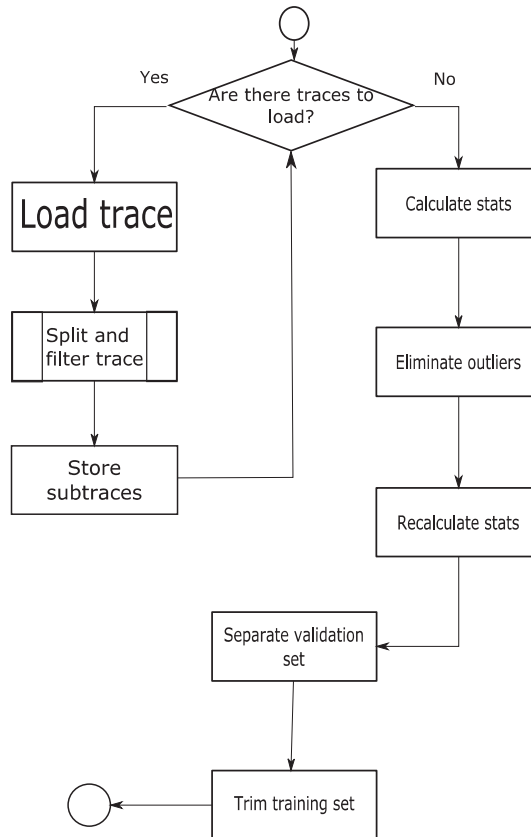 Yes
No
Are there traces to
load?
Load trace
Calculate stats
Split and
filter trace
Eliminate outliers
Store
subtraces
Recalculate stats
Separate validation
set
Trim training set